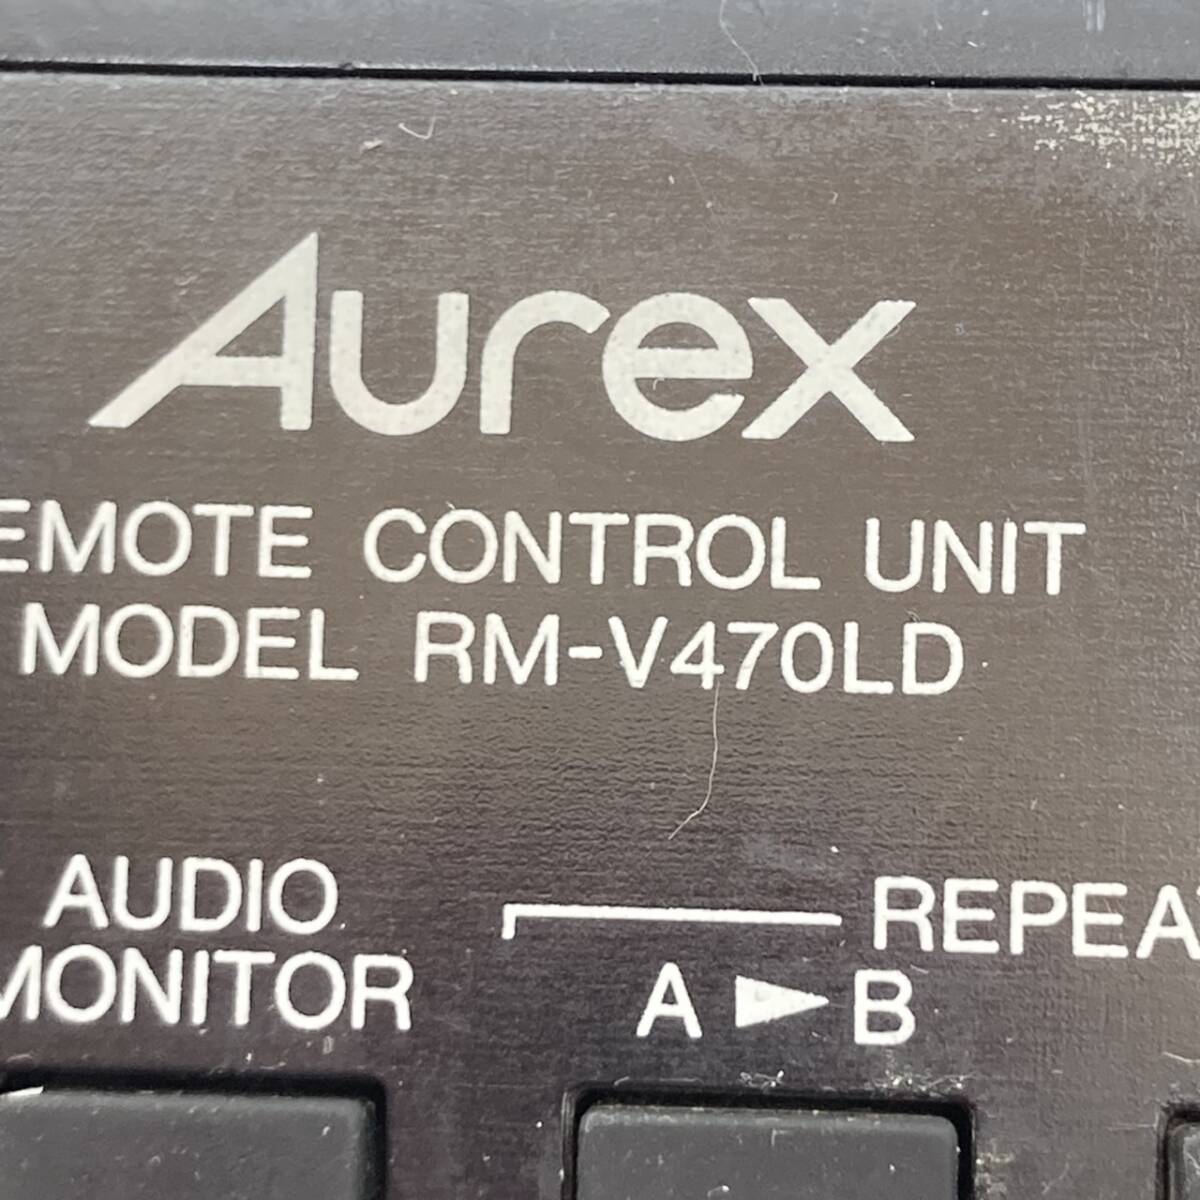 Aurex
EMOTE CONTROL UNIT
MODEL RM-V470LD
AUDIO
MONITOR
REPEA
A ► B